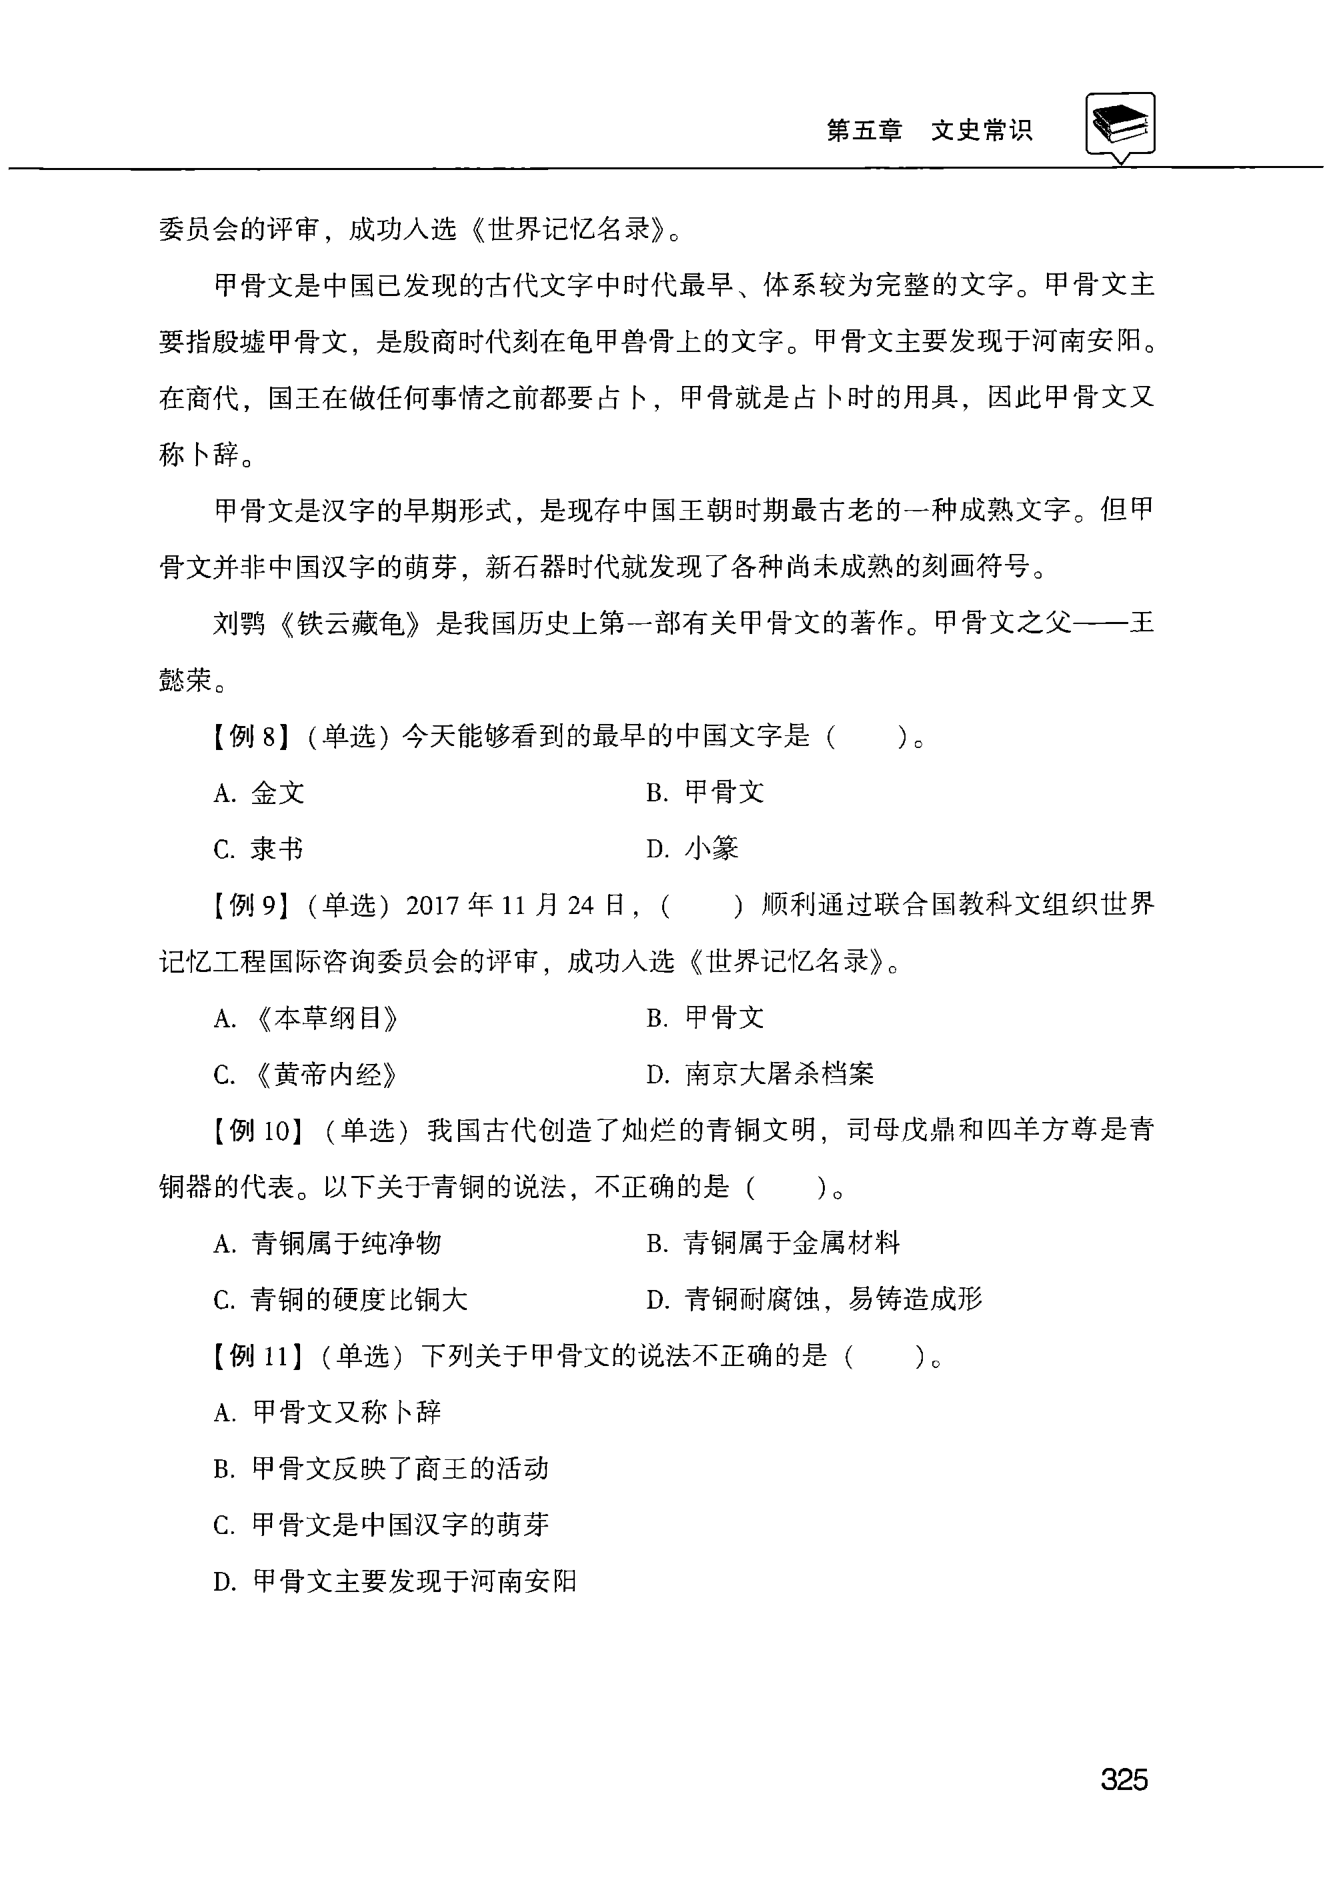 第五章 文史常识
委员会的评审，成功入选《世界记忆名录》。
甲骨文是中国已发现的古代文字中时代最早、体系较为完整的文字。甲骨文主
要指殷墟甲骨文，是殷商时代刻在龟甲兽骨上的文字。甲骨文主要发现于河南安阳。
在商代，国王在做任何事情之前都要占卜，甲骨就是占卜时的用具，因此甲骨文又
称卜辞。
甲骨文是汉字的早期形式，是现存中国王朝时期最古老的一种成熟文字。但甲
骨文并非中国汉字的萌芽，新石器时代就发现了各种尚未成熟的刻画符号。
刘鹗《铁云藏龟》是我国历史上第一部有关甲骨文的著作。甲骨文之父——王
懿荣。
【例 8】（单选）今天能够看到的最早的中国文字是（　　）。
A. 金文　B. 甲骨文
C. 隶书　D. 小篆
【例 9】（单选）2017 年 11 月 24 日，（　　）顺利通过联合国教科文组织世界
记忆工程国际咨询委员会的评审，成功入选《世界记忆名录》。
A. 《本草纲目》　B. 甲骨文
C. 《黄帝内经》　D. 南京大屠杀档案
【例 10】（单选）我国古代创造了灿烂的青铜文明，司母戊鼎和四羊方尊是青
铜器的代表。以下关于青铜的说法，不正确的是（　　）。
A. 青铜属于纯净物　B. 青铜属于金属材料
C. 青铜的硬度比铜大　D. 青铜耐腐蚀，易铸造成形
【例 11】（单选）下列关于甲骨文的说法不正确的是（　　）。
A. 甲骨文又称卜辞
B. 甲骨文反映了商王的活动
C. 甲骨文是中国汉字的萌芽
D. 甲骨文主要发现于河南安阳
325